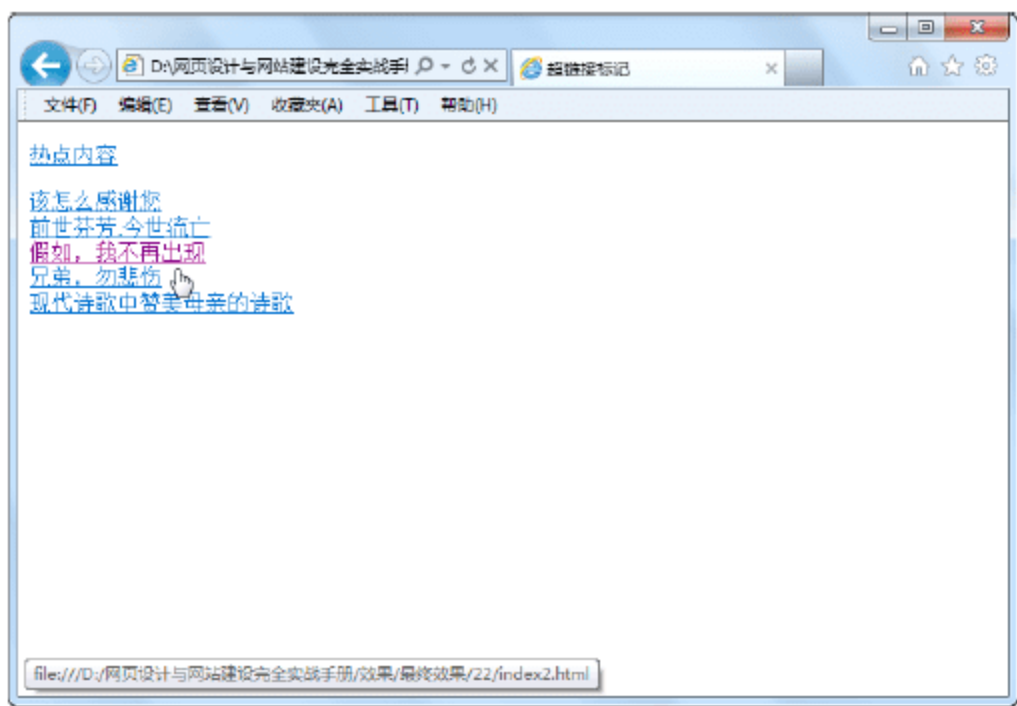 D:\网页设计与网站建设完全实战手
超链接标记
文件(F) 编辑(E) 查看(V) 收藏夹(A) 工具(T) 帮助(H)
热点内容
该怎么感谢您
前世芬芳.今世流亡
假如，我不再出现
兄弟，勿悲伤
现代诗歌中赞美母亲的诗歌
file:///D:/网页设计与网站建设完全实战手册/效果/最终效果/22/index2.html